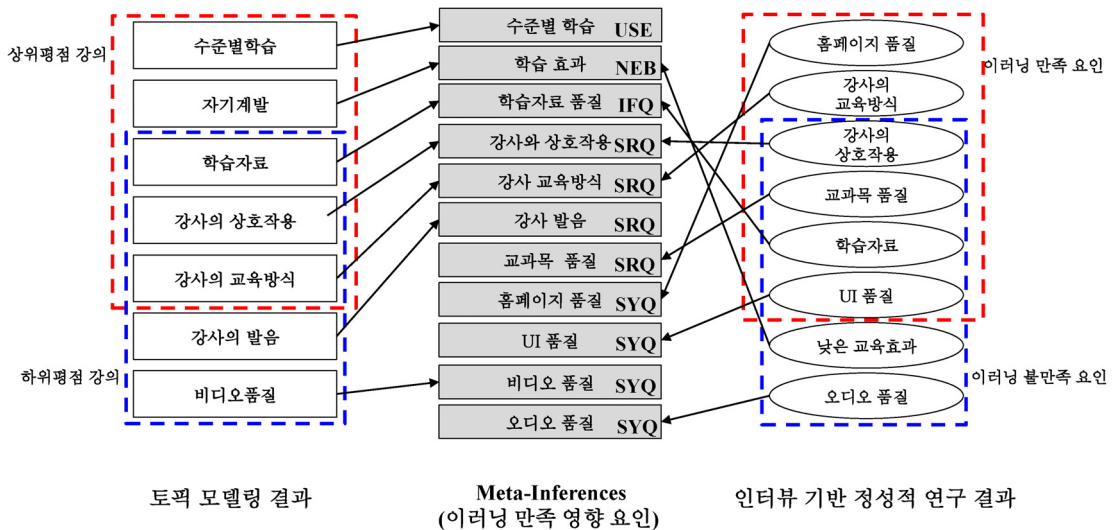 상위평점 강의
수준별학습
자기계발
학습자료
강사의 상호작용
강사의 교육방식
강사의 발음
비디오품질
하위평점 강의
토픽 모델링 결과
수준별 학습 USE
학습 효과 NEB
학습자료 품질 IFQ
강사와 상호작용 SRQ
강사 교육방식 SRQ
강사 발음 SRQ
교과목 품질 SRQ
홈페이지 품질 SYQ
UI 품질 SYQ
비디오 품질 SYQ
오디오 품질 SYQ
Meta-Inferences
(이러닝 만족 영향 요인)
홈페이지 품질
강사의
교육방식
강사의
상호작용
교과목 품질
학습자료
UI 품질
낮은 교육효과
오디오 품질
이러닝 만족 요인
이러닝 불만족 요인
인터뷰 기반 정성적 연구 결과